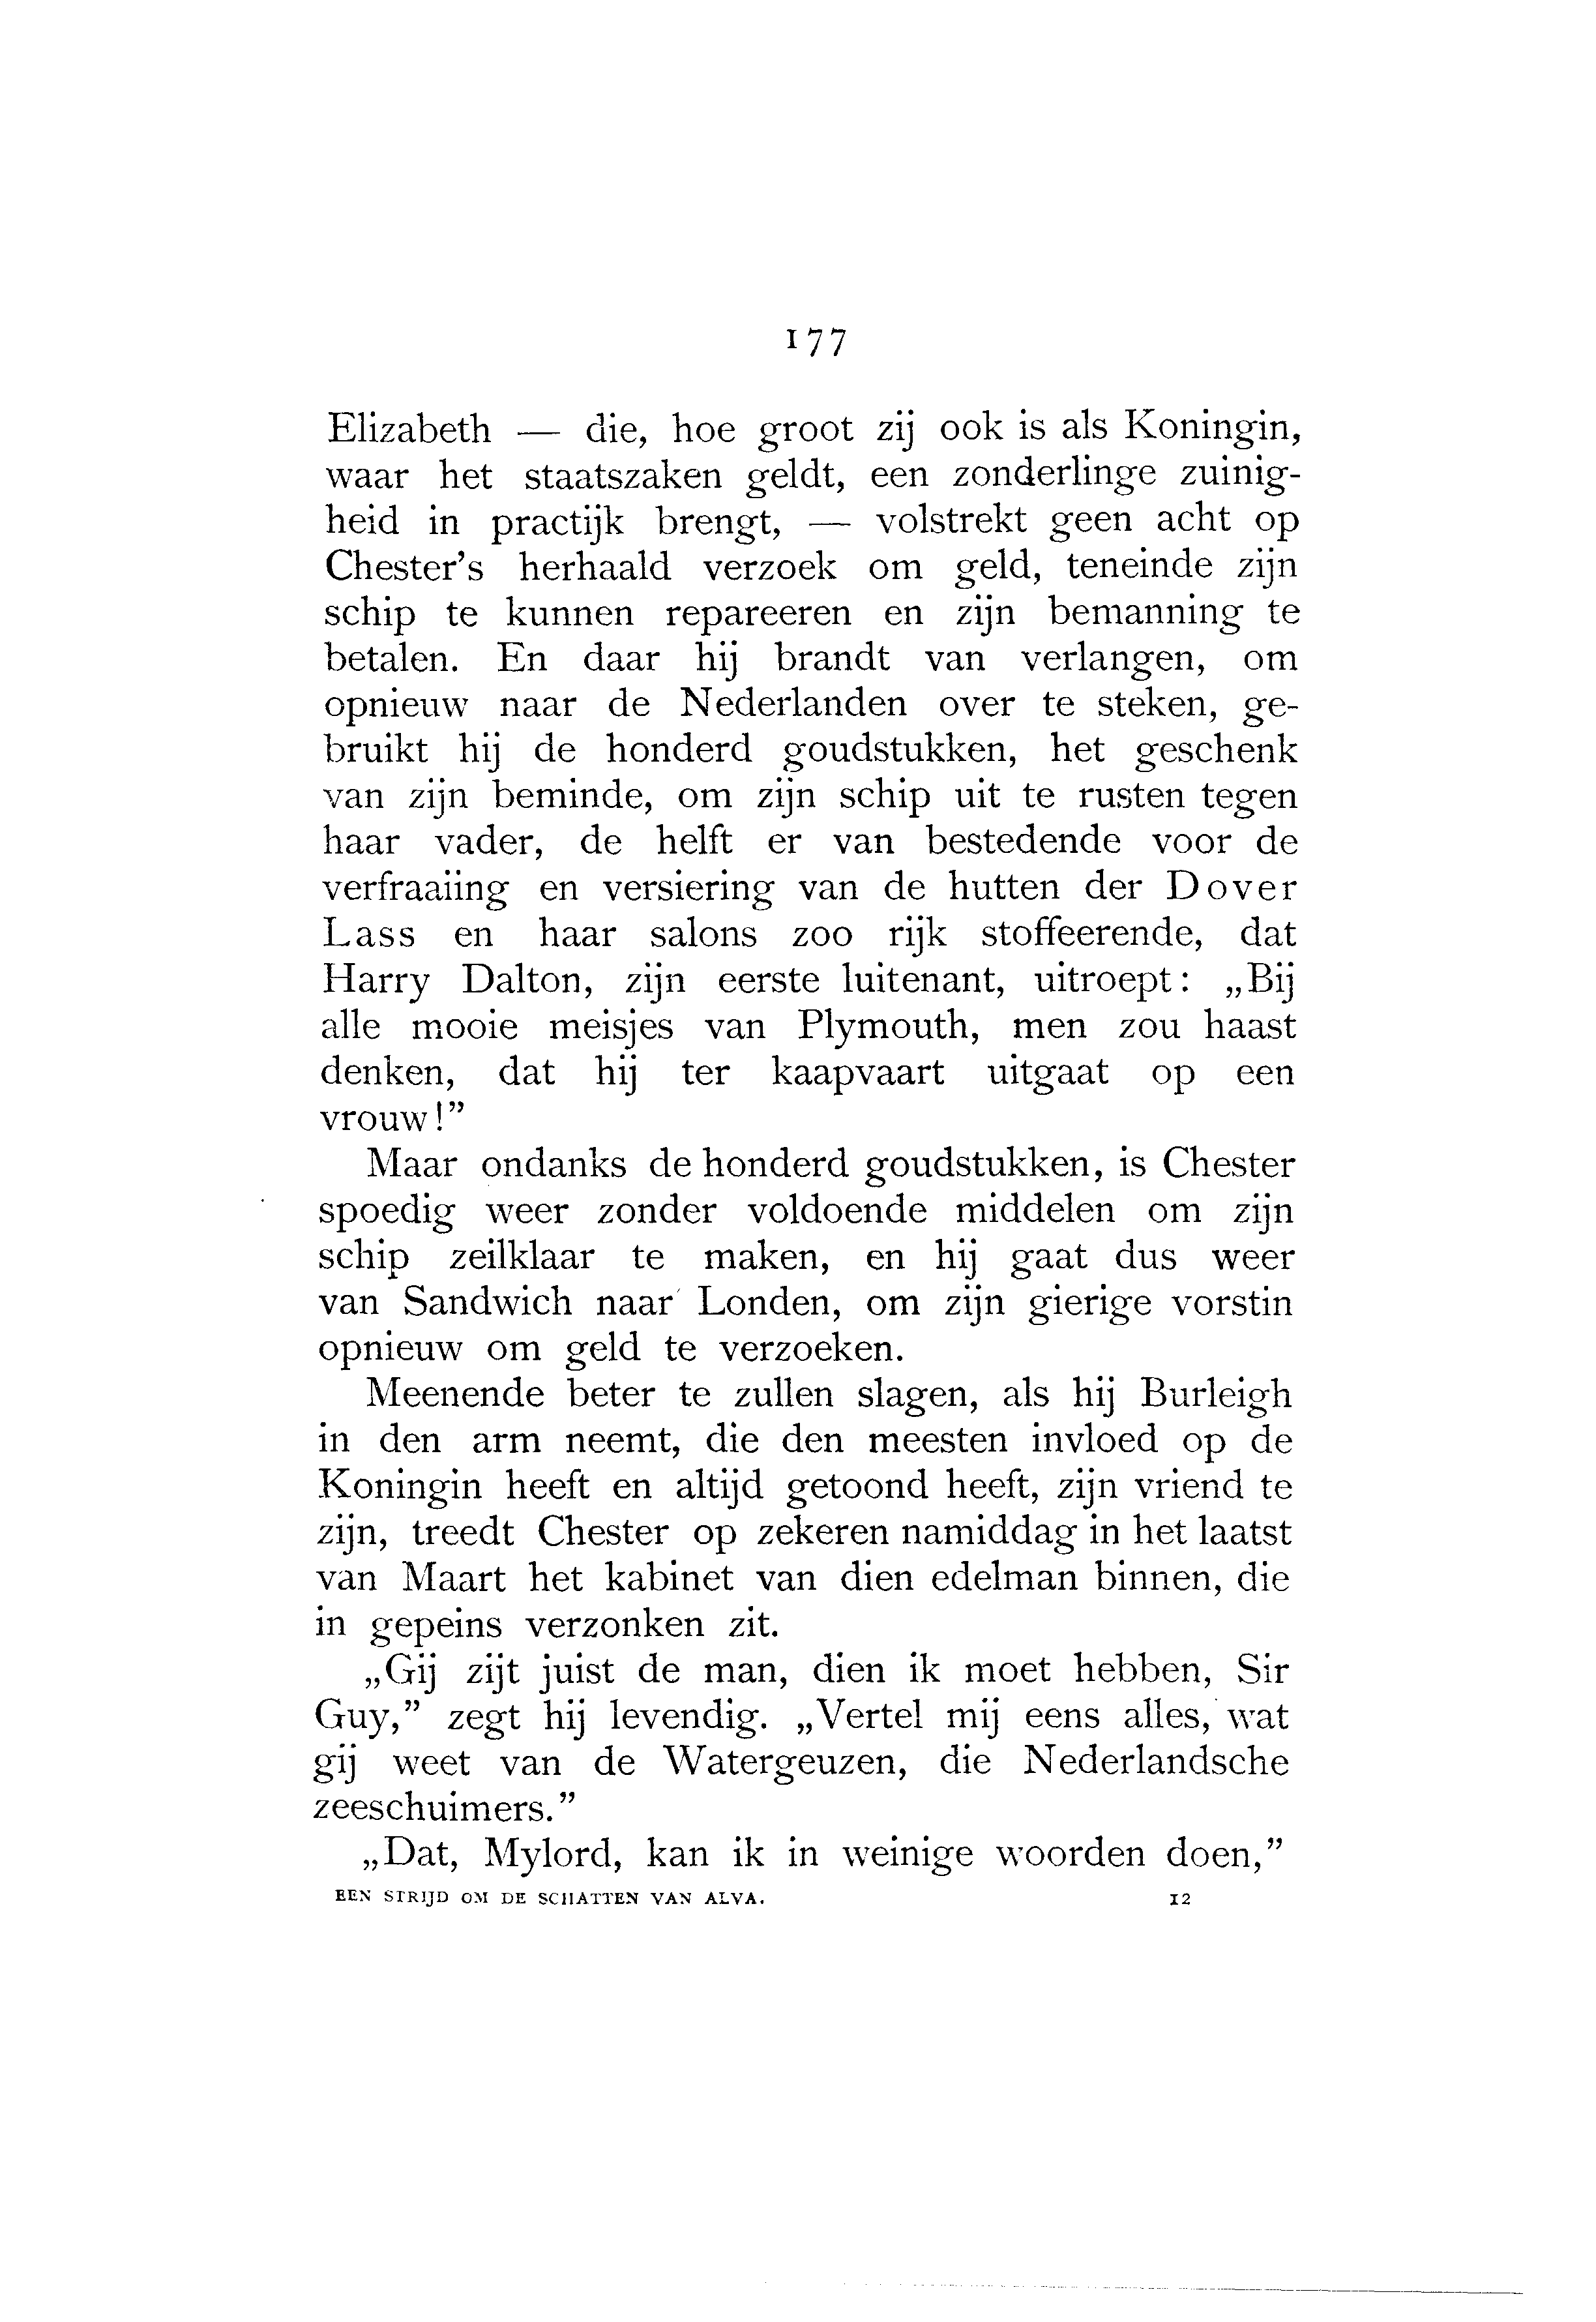 177
Elizabeth — die, hoe groot zij ook is als Koningin,
waar het staatszaken geldt, een zonderlinge zuinig-
heid in practijk brengt, — volstrekt geen acht op
Chester's herhaald verzoek om geld, teneinde zijn
schip te kunnen repareeren en zijn bemanning te
betalen. En daar hij brandt van verlangen, om
opnieuw naar de Nederlanden over te steken, ge-
bruikt hij de honderd goudstukken, het geschenk
van zijn beminde, om zijn schip uit te rusten tegen
haar vader, de helft er van bestedende voor de
verfraaiing en versiering van de hutten der Dover
Lass en haar salons zoo rijk stoffeerende, dat
Harry Dalton, zijn eerste luitenant, uitroept: „Bij
alle mooie meisjes van Plymouth, men zou haast
denken, dat hij ter kaapvaart uitgaat op een
vrouw!”
Maar ondanks de honderd goudstukken, is Chester
spoedig weer zonder voldoende middelen om zijn
schip zeilklaar te maken, en hij gaat dus weer
van Sandwich naar Londen, om zijn gierige vorstin
opnieuw om geld te verzoeken.
Meenende beter te zullen slagen, als hij Burleigh
in den arm neemt, die den meesten invloed op de
Koningin heeft en altijd getoond heeft, zijn vriend te
zijn, treedt Chester op zekeren namiddag in het laatst
van Maart het kabinet van dien edelman binnen, die
in gepeins verzonken zit.
„Gij zijt juist de man, dien ik moet hebben, Sir
Guy,” zegt hij levendig. „Vertel mij eens alles, wat
gij weet van de Watergeuzen, die Nederlandsche
zeeschuimers.”
„Dat, Mylord, kan ik in weinige woorden doen,”
EEN STRIJD OM DE SCHATTEN VAN ALVA. 12